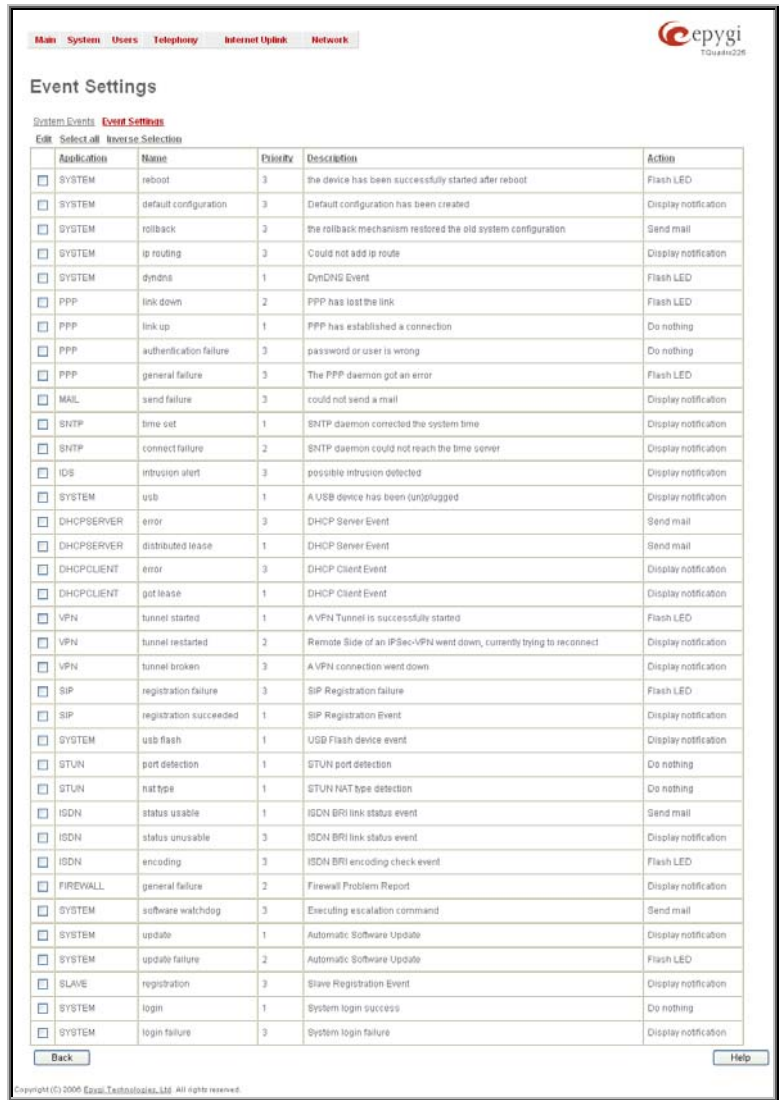 Main System Users Telephony Internet Uplink Network
epygi
TQuadro226
Event Settings
System Events Event Settings
Edit Select all Inverse Selection
Application Name Priority Description Action
SYSTEM reboot 3 the device has been successfully started after reboot Flash LED
SYSTEM default configuration 3 Default configuration has been created Display notification
SYSTEM rollback 3 the rollback mechanism restored the old system configuration Send mail
SYSTEM ip routing 3 Could not add ip route Display notification
SYSTEM dyndns 1 DynDNS Event Flash LED
PPP link down 2 PPP has lost the link Flash LED
PPP link up 1 PPP has established a connection Do nothing
PPP authentication failure 3 password or user is wrong Do nothing
PPP general failure 3 The PPP daemon got an error Flash LED
MAIL send failure 3 could not send a mail Display notification
SNTP time set 1 SNTP daemon corrected the system time Display notification
SNTP connect failure 2 SNTP daemon could not reach the time server Display notification
IDS intrusion alert 3 possible intrusion detected Display notification
SYSTEM usb 1 A USB device has been (un)plugged Display notification
DHCPSERVER error 3 DHCP Server Event Send mail
DHCPSERVER distributed lease 1 DHCP Server Event Send mail
DHCPCLIENT error 3 DHCP Client Event Display notification
DHCPCLIENT got lease 1 DHCP Client Event Display notification
VPN tunnel started 1 A VPN Tunnel is successfully started Flash LED
VPN tunnel restarted 2 Remote Side of an IPSec-VPN went down, currently trying to reconnect Display notification
VPN tunnel broken 3 A VPN connection went down Display notification
SIP registration failure 3 SIP Registration failure Flash LED
SIP registration succeeded 1 SIP Registration Event Display notification
SYSTEM usb flash 1 USB Flash device event Display notification
STUN port detection 1 STUN port detection Do nothing
STUN nat type 1 STUN NAT type detection Do nothing
ISDN status usable 1 ISDN BRI link status event Send mail
ISDN status unusable 3 ISDN BRI link status event Display notification
ISDN encoding 3 ISDN BRI encoding check event Flash LED
FIREWALL general failure 2 Firewall Problem Report Display notification
SYSTEM software watchdog 3 Executing escalation command Send mail
SYSTEM update 1 Automatic Software Update Display notification
SYSTEM update failure 2 Automatic Software Update Flash LED
SLAVE registration 3 Slave Registration Event Display notification
SYSTEM login 1 System login success Do nothing
SYSTEM login failure 3 System login failure Display notification
Back Help
Copyright (C) 2006 Epygi Technologies, Ltd. All rights reserved.